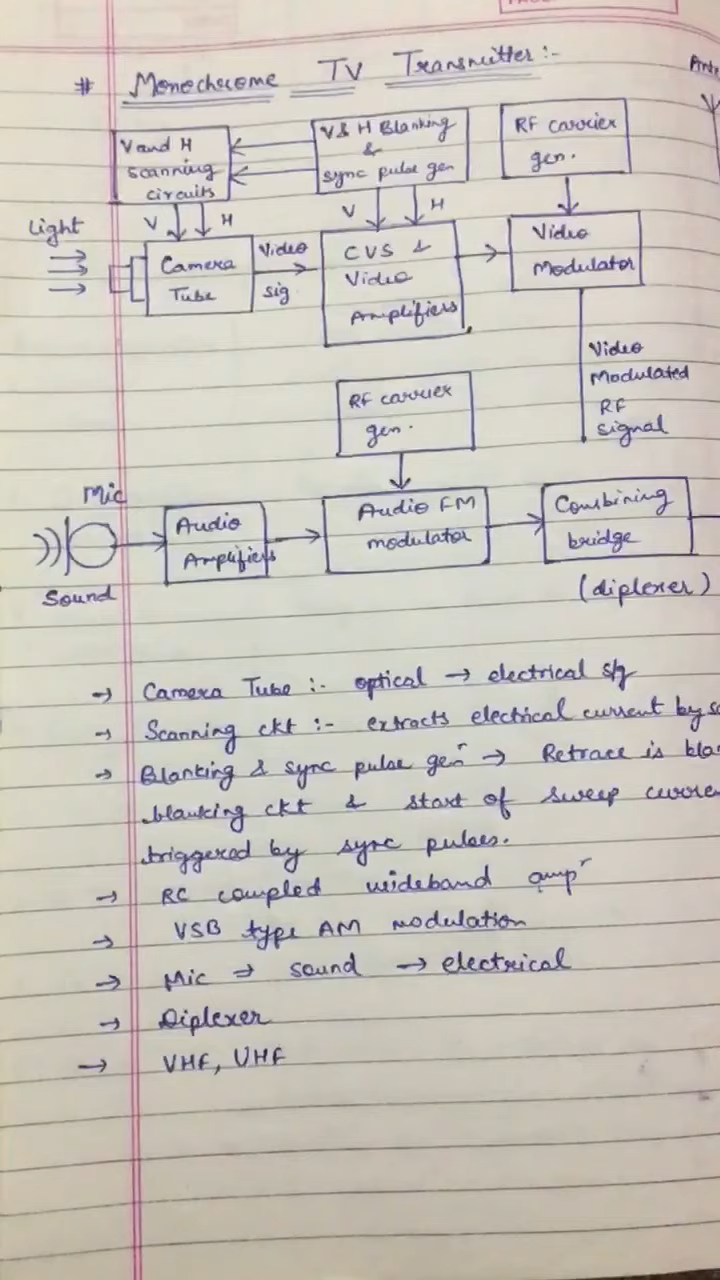 # Monochrome TV Transmitter :-
V and H
scanning
circuits
V & H Blanking
&
sync pulse gen
RF carrier
gen.
V
H
V
H
Light
Camera
Tube
Video
sig
CVS &
Video
Amplifiers
Video
Modulator
Video
Modulated
RF
signal
RF carrier
gen.
Mic
Sound
Audio
Amplifiers
Audio FM
modulator
Combining
bridge
(diplexer)
→ Camera Tube :- optical → electrical s/g
→ Scanning ckt :- extracts electrical current by
→ Blanking & sync pulse genⁿ → Retrace is
blanking ckt & start of sweep
triggered by sync pulses.
→ RC coupled wideband ampʳ
→ VSB type AM modulation
→ Mic → sound → electrical
→ Diplexer
→ VHF, UHF